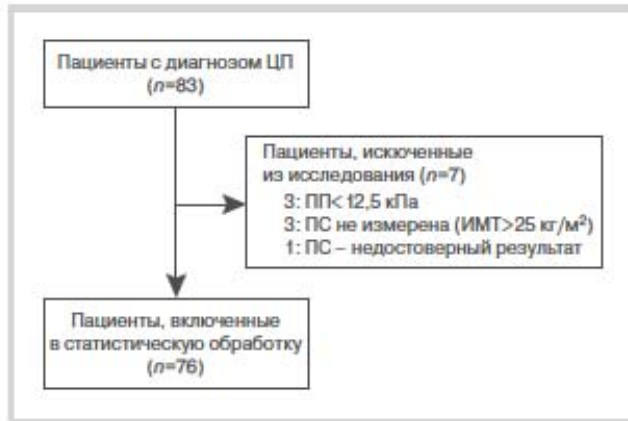 Пациенты с диагнозом ЦП
(n=83)
Пациенты, искюченные
из исследования (n=7)
3: ПП< 12,5 кПа
3: ПС не измерена (ИМТ>25 кг/м²)
1: ПС – недостоверный результат
Пациенты, включенные
в статистическую обработку
(n=76)